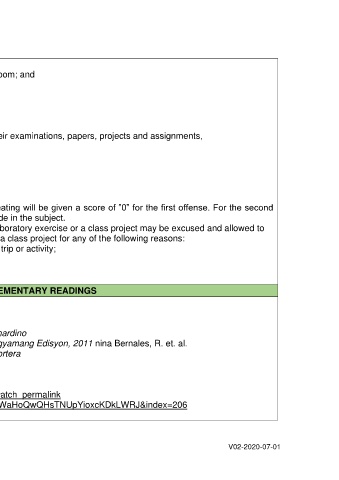 oom; and
eir examinations, papers, projects and assignments,
eating will be given a score of "0" for the first offense. For the second
de in the subject.
boratory exercise or a class project may be excused and allowed to
a class project for any of the following reasons:
trip or activity;
EMENTARY READINGS
nardino
gyamang Edisyon, 2011 nina Bernales, R. et. al.
ortera
atch_permalink
WaHoQwQHsTNUpYioxcKDkLWRJ&index=206
V02-2020-07-01